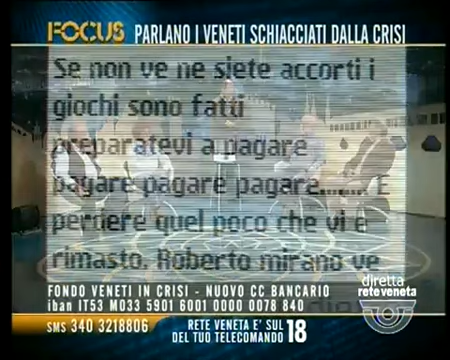 FOCUS PARLANO I VENETI SCHIACCIATI DALLA CRISI
Se non ve ne siete accorti i
giochi sono fatti
preparatevi a pagare
pagare pagare pagare....... E
perdere quel poco che vi è
rimasto. Roberto mirano ve
FONDO VENETI IN CRISI - NUOVO CC BANCARIO
iban IT53 M033 5901 6001 0000 0078 840
diretta
reteveneta
SMS 340 3218806
RETE VENETA E' SUL
DEL TUO TELECOMANDO 18